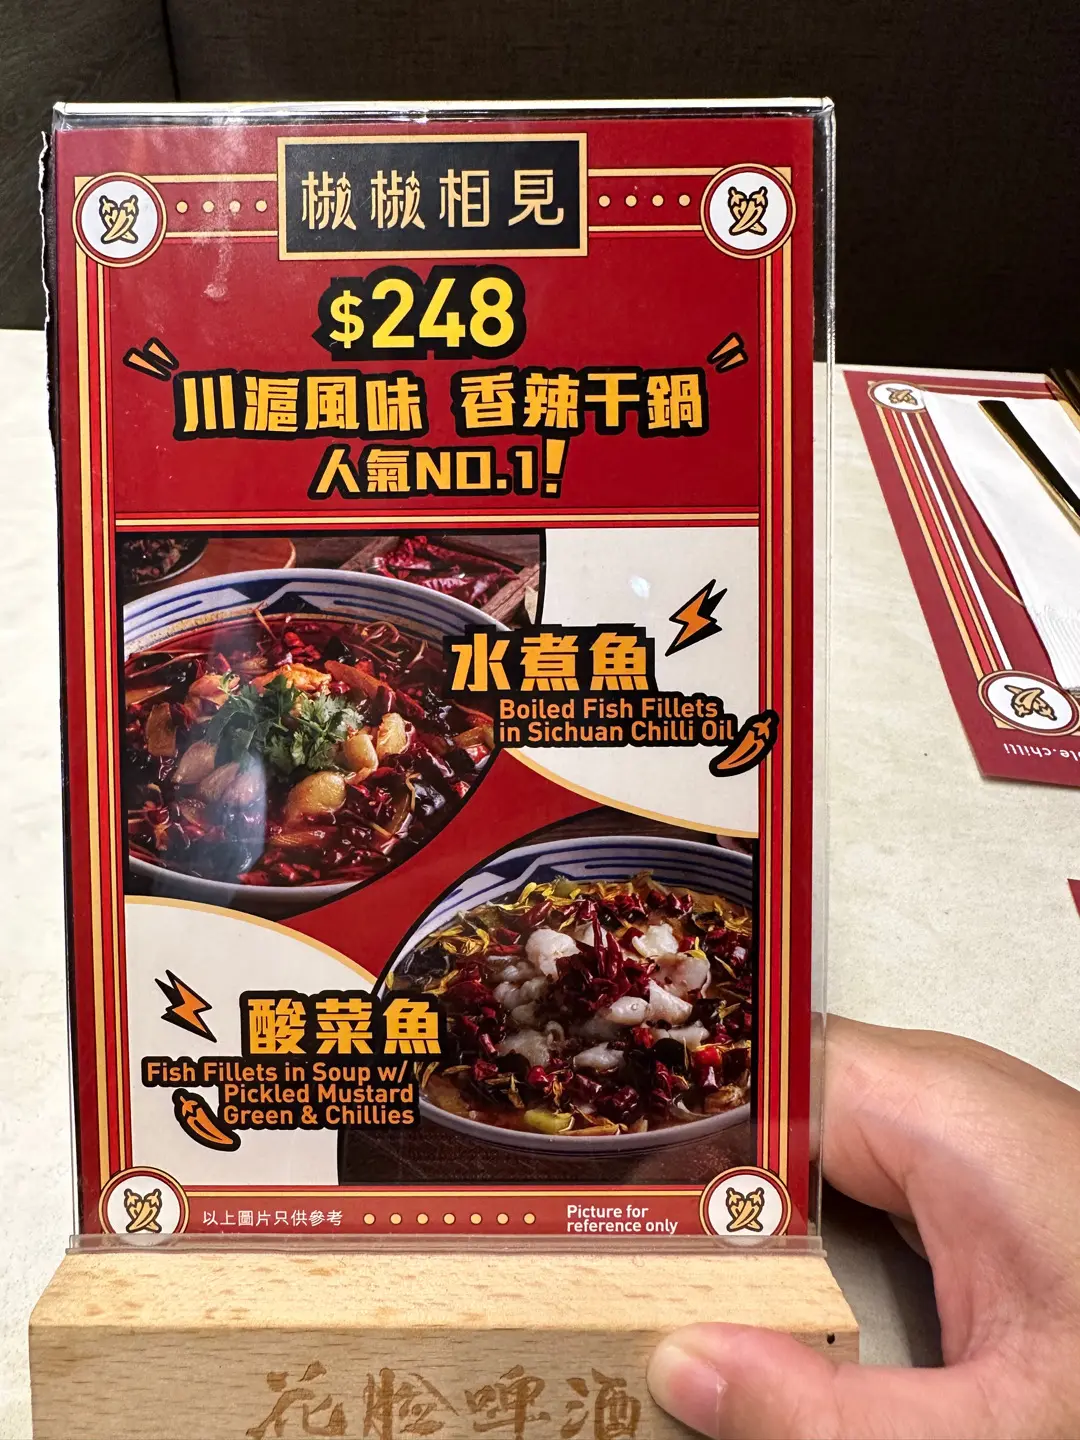 椒椒相見
$248
川滬風味 香辣干鍋
人氣NO.1!
水煮魚
Boiled Fish Fillets
in Sichuan Chilli Oil
酸菜魚
Fish Fillets in Soup w/
Pickled Mustard
Green & Chillies
以上圖片只供參考
Picture for
reference only
花臉啤酒